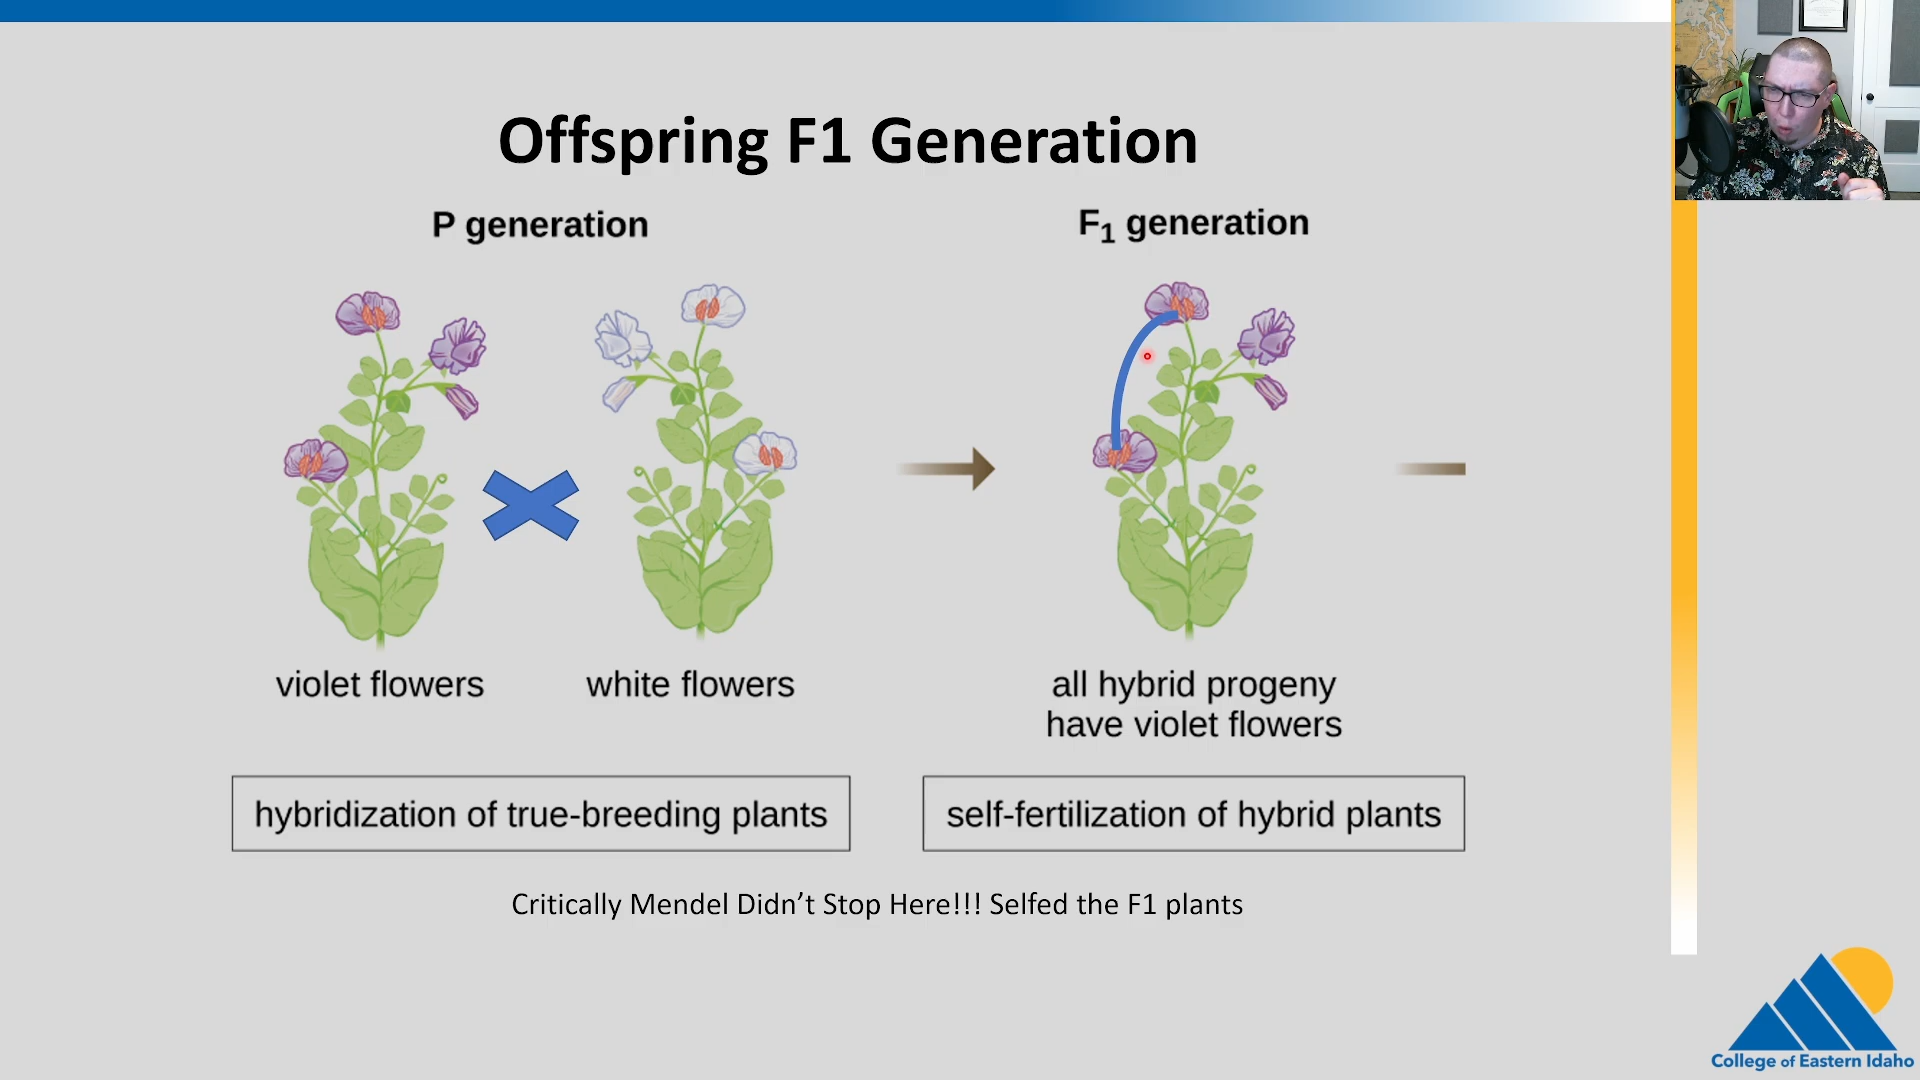 Offspring F1 Generation
P generation
F1 generation
violet flowers
white flowers
all hybrid progeny
have violet flowers
hybridization of true-breeding plants
self-fertilization of hybrid plants
Critically Mendel Didn’t Stop Here!!! Selfed the F1 plants
College of Eastern Idaho